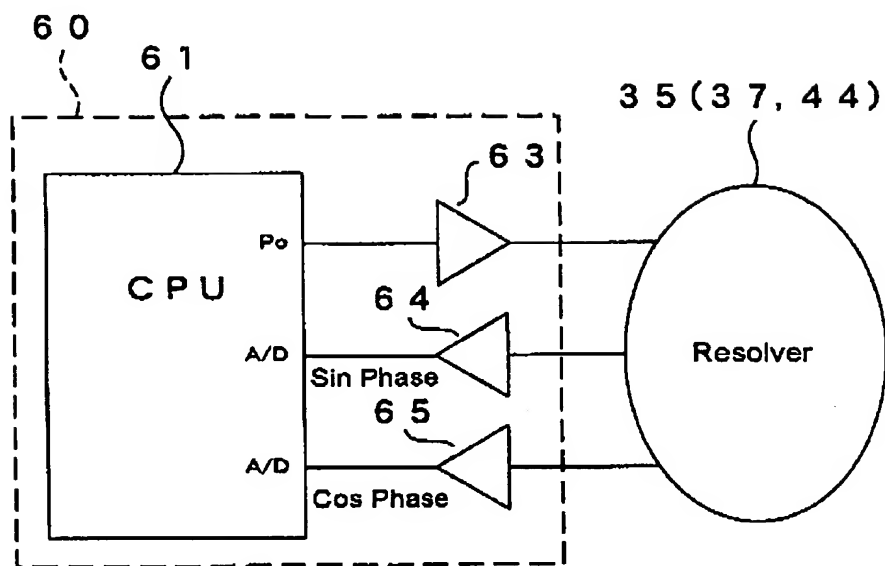 60
61
35(37,44)
63
Po
CPU
64
A/D
Sin Phase
Resolver
65
A/D
Cos Phase